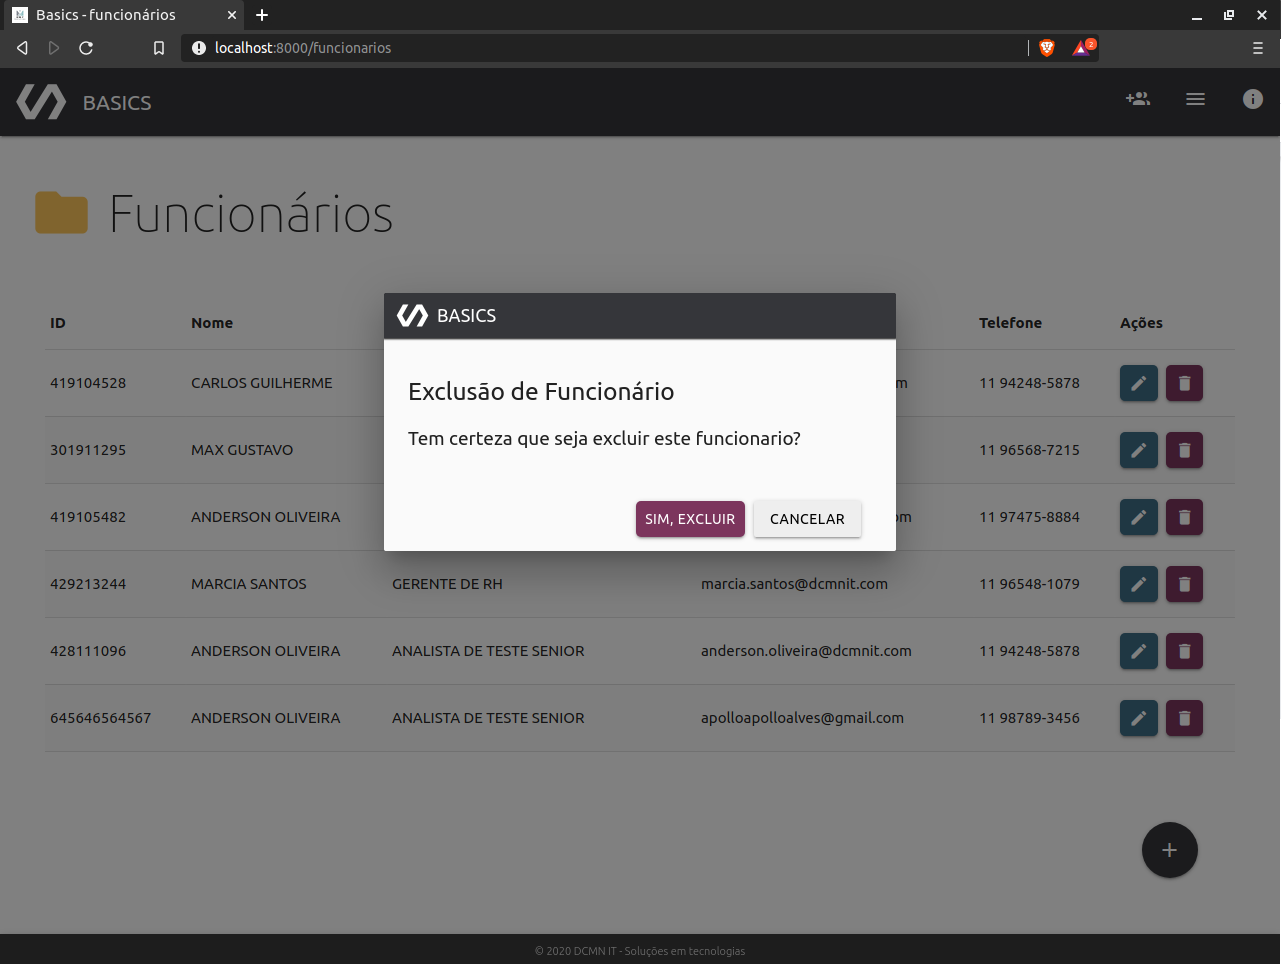 Basics - funcionários
localhost:8000/funcionarios
2
BASICS
Funcionários
ID Nome Telefone Ações
419104528 CARLOS GUILHERME m 11 94248-5878
301911295 MAX GUSTAVO 11 96568-7215
419105482 ANDERSON OLIVEIRA om 11 97475-8884
429213244 MARCIA SANTOS GERENTE DE RH marcia.santos@dcmnit.com 11 96548-1079
428111096 ANDERSON OLIVEIRA ANALISTA DE TESTE SENIOR anderson.oliveira@dcmnit.com 11 94248-5878
645646564567 ANDERSON OLIVEIRA ANALISTA DE TESTE SENIOR apolloapolloalves@gmail.com 11 98789-3456
BASICS
Exclusão de Funcionário
Tem certeza que seja excluir este funcionario?
SIM, EXCLUIR CANCELAR
© 2020 DCMN IT - Soluções em tecnologias